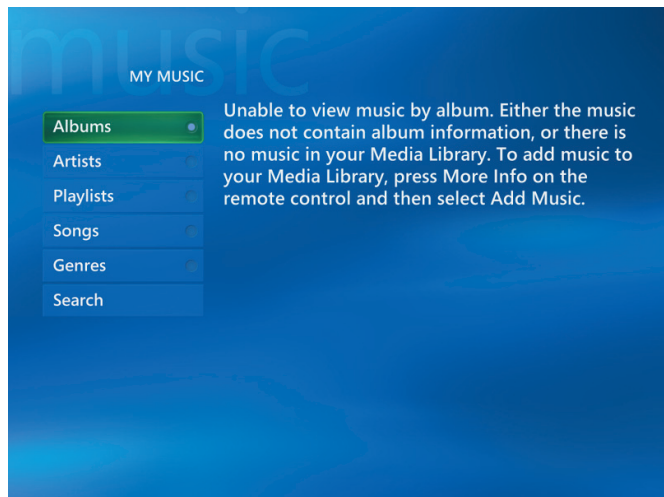 music
MY MUSIC
Albums
Artists
Playlists
Songs
Genres
Search
Unable to view music by album. Either the music
does not contain album information, or there is
no music in your Media Library. To add music to
your Media Library, press More Info on the
remote control and then select Add Music.